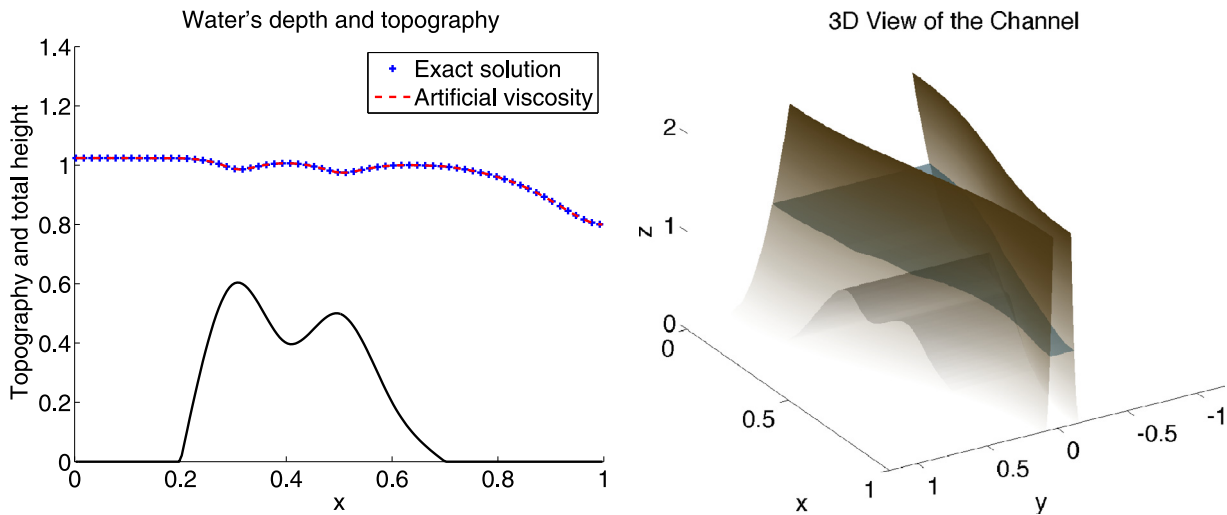 Water's depth and topography
Topography and total height
1.4
1.2
1
0.8
0.6
0.4
0.2
0
Exact solution
Artificial viscosity
0
0.2
0.4
0.6
0.8
1
x
3D View of the Channel
z
2
1
0
0
0.5
1
x
1
0.5
0
-0.5
-1
y